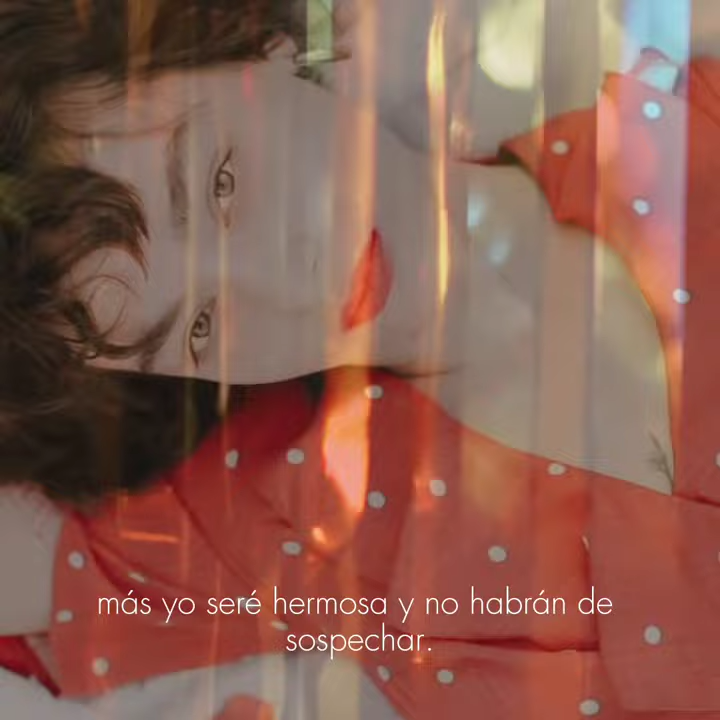 más yo seré hermosa y no habrán de
sospechar.